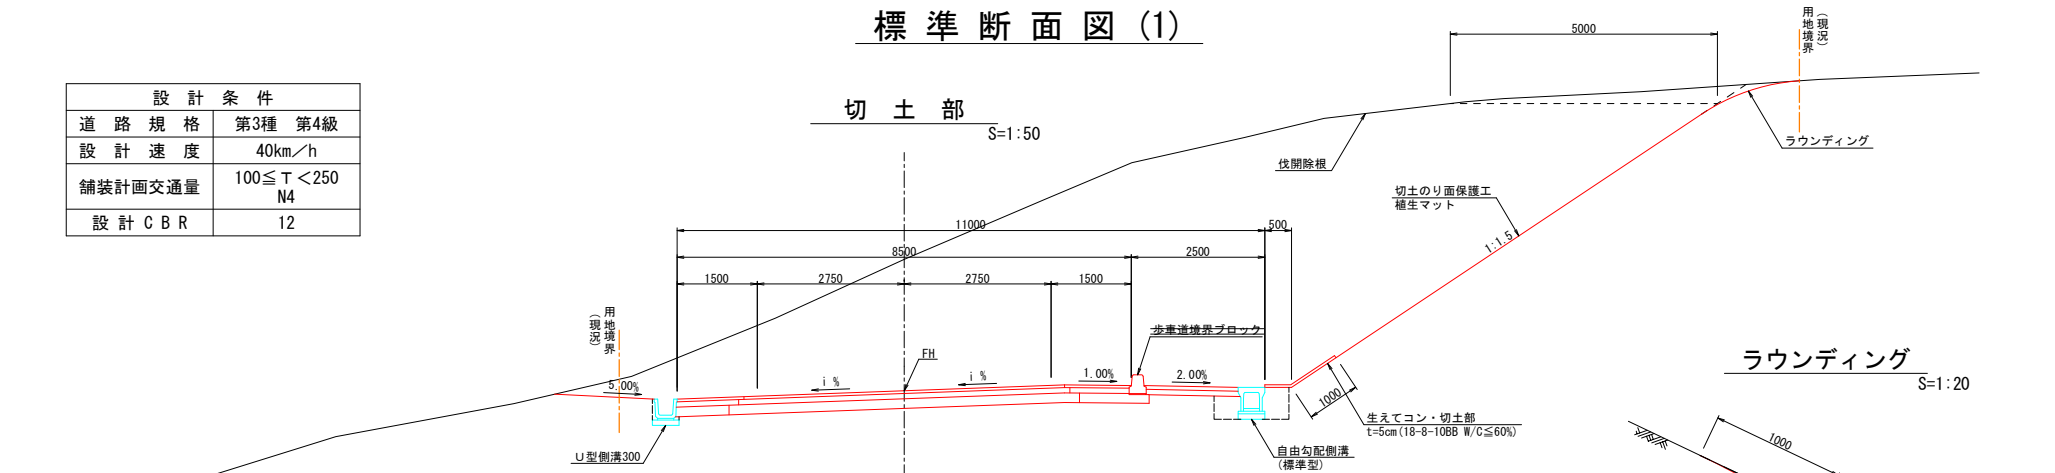 標 準 断 面 図 (1)
設 計 条 件
道 路 規 格 第3種 第4級
設 計 速 度 40km/h
舗装計画交通量 100≦T<250
N4
設 計 C B R 12
切 土 部
S=1:50
5000
用地境界
(現況)
ラウンディング
伐開除根
切土のり面保護工
植生マット
1:1.5
11000
500
8500
2500
1500
2750
2750
1500
用地境界
(現況)
歩車道境界ブロック
FH
5.00%
i %
i %
1.00%
2.00%
1000
生えてコン・切土部
t=5cm(18-8-10BB W/C≦60%)
U型側溝300
自由勾配側溝
(標準型)
ラウンディング
S=1:20
1000